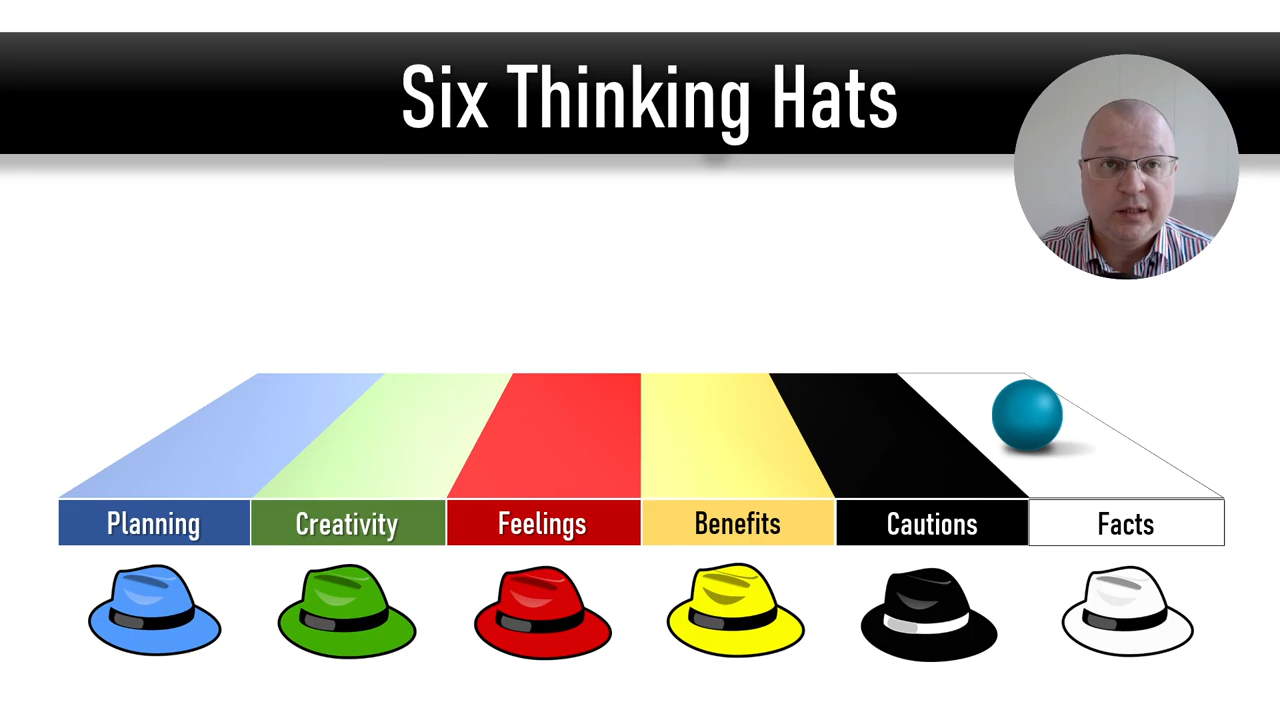 Six Thinking Hats
Planning
Creativity
Feelings
Benefits
Cautions
Facts